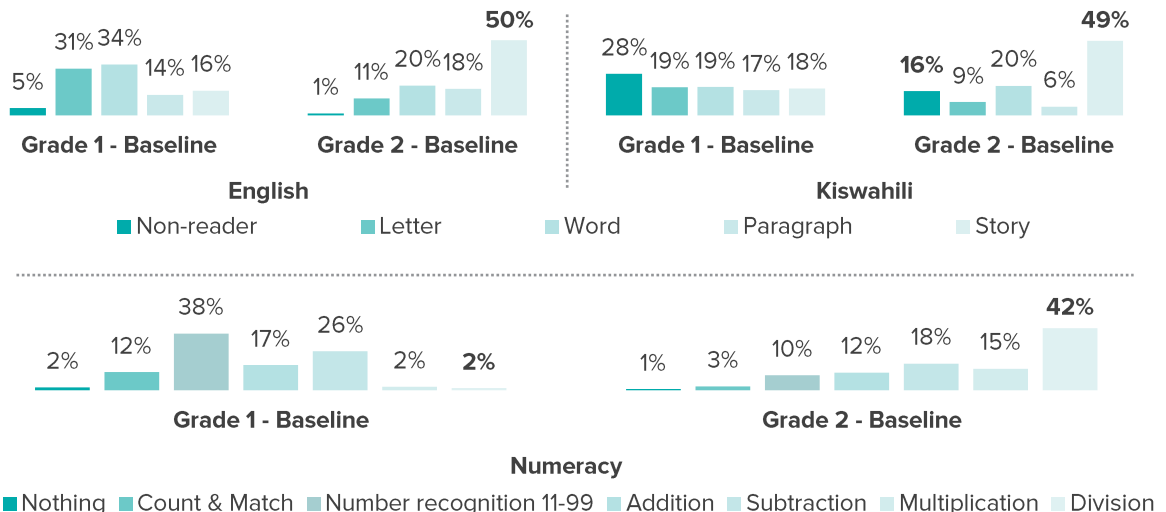 5% 31% 34% 14% 16%
Grade 1 - Baseline
1% 11% 20% 18% 50%
Grade 2 - Baseline
English
28% 19% 19% 17% 18%
Grade 1 - Baseline
16% 9% 20% 6% 49%
Grade 2 - Baseline
Kiswahili
Non-reader Letter Word Paragraph Story
2% 12% 38% 17% 26% 2% 2%
Grade 1 - Baseline
1% 3% 10% 12% 18% 15% 42%
Grade 2 - Baseline
Numeracy
Nothing Count & Match Number recognition 11-99 Addition Subtraction Multiplication Division